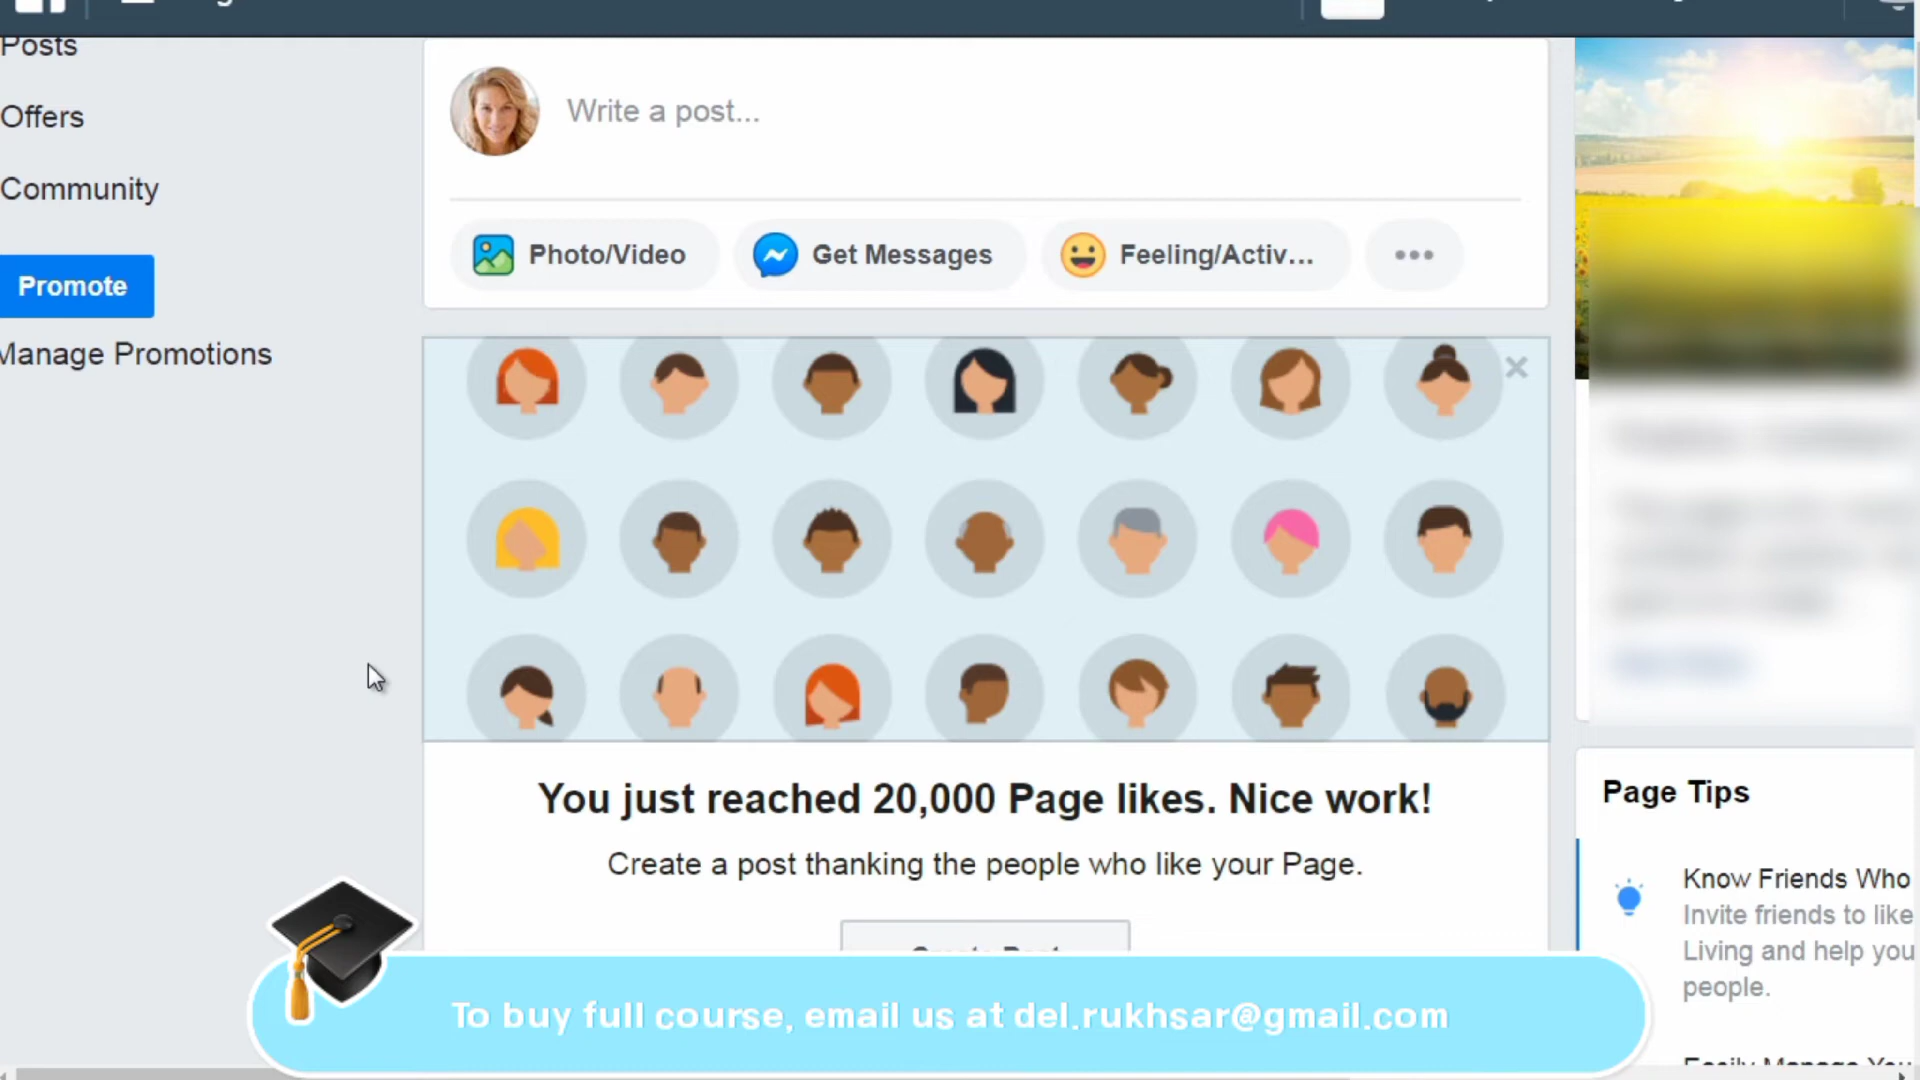 Posts
Offers
Community
Promote
Manage Promotions
Write a post...
Photo/Video
Get Messages
Feeling/Activ...
You just reached 20,000 Page likes. Nice work!
Create a post thanking the people who like your Page.
Page Tips
Know Friends Who
Invite friends to like
Living and help you
people.
To buy full course, email us at del.rukhsar@gmail.com